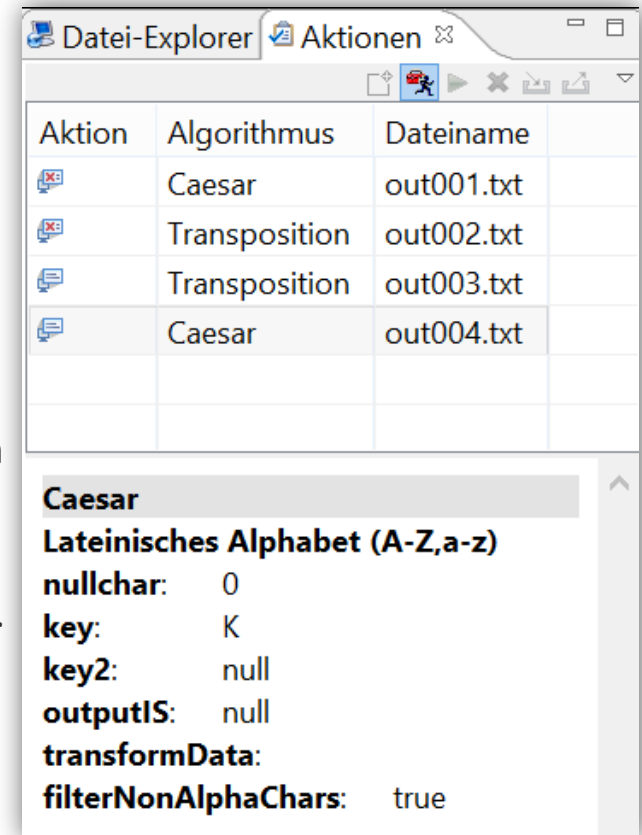 Datei-Explorer Aktionen
Aktion Algorithmus Dateiname
Caesar out001.txt
Transposition out002.txt
Transposition out003.txt
Caesar out004.txt
Caesar
Lateinisches Alphabet (A-Z,a-z)
nullchar: 0
key: K
key2: null
outputIS: null
transformData:
filterNonAlphaChars: true